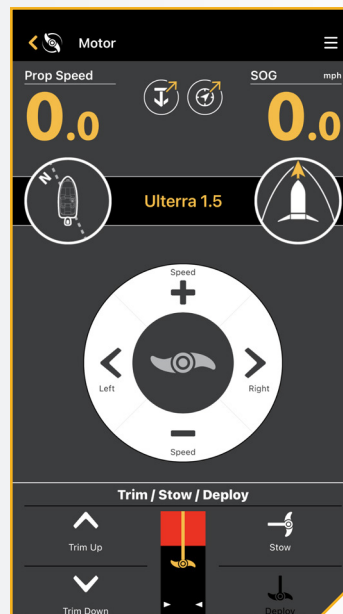 Motor
Prop Speed
SOG mph
0.0
0.0
N
Ulterra 1.5
Speed
Left
Right
Speed
Trim / Stow / Deploy
Trim Up
Stow
Trim Down
Deploy